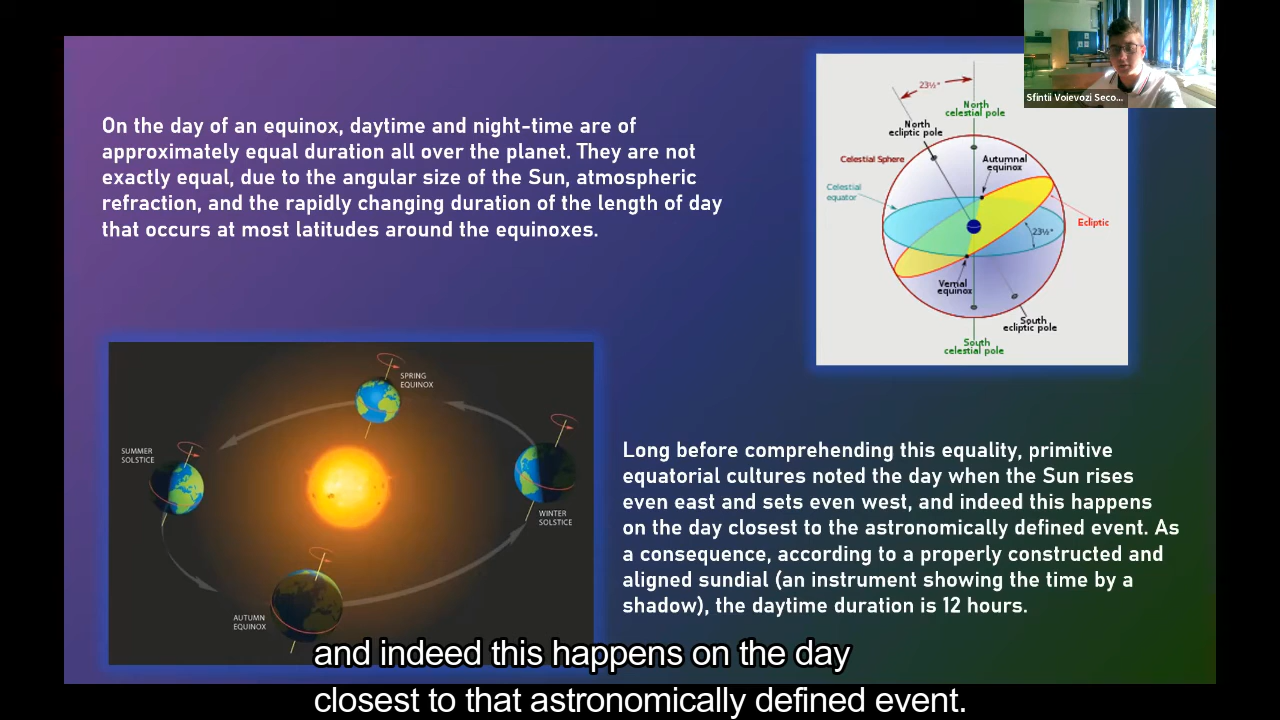 On the day of an equinox, daytime and night-time are of
approximately equal duration all over the planet. They are not
exactly equal, due to the angular size of the Sun, atmospheric
refraction, and the rapidly changing duration of the length of day
that occurs at most latitudes around the equinoxes.
Sfintii Voievozi Seco...
23½°
North
celestial pole
North
ecliptic pole
Celestial Sphere
Autumnal
equinox
Celestial
equator
Ecliptic
23½°
Vernal
equinox
South
ecliptic pole
South
celestial pole
SPRING
EQUINOX
SUMMER
SOLSTICE
WINTER
SOLSTICE
AUTUMN
EQUINOX
Long before comprehending this equality, primitive
equatorial cultures noted the day when the Sun rises
even east and sets even west, and indeed this happens
on the day closest to the astronomically defined event. As
a consequence, according to a properly constructed and
aligned sundial (an instrument showing the time by a
shadow), the daytime duration is 12 hours.
and indeed this happens on the day
closest to that astronomically defined event.